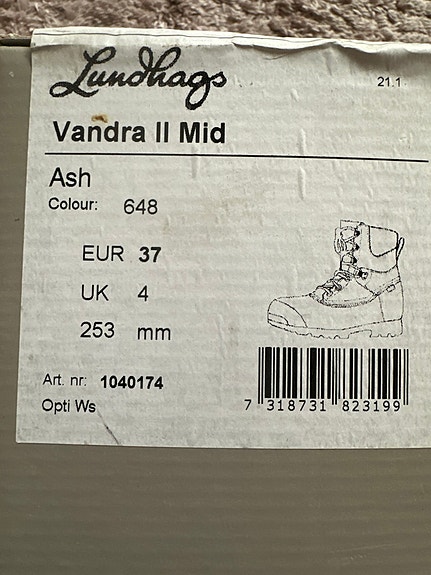 Lundhags
21.1
Vandra II Mid
Ash
Colour: 648
EUR 37
UK 4
253 mm
Art. nr: 1040174
Opti Ws
7 318731 823199